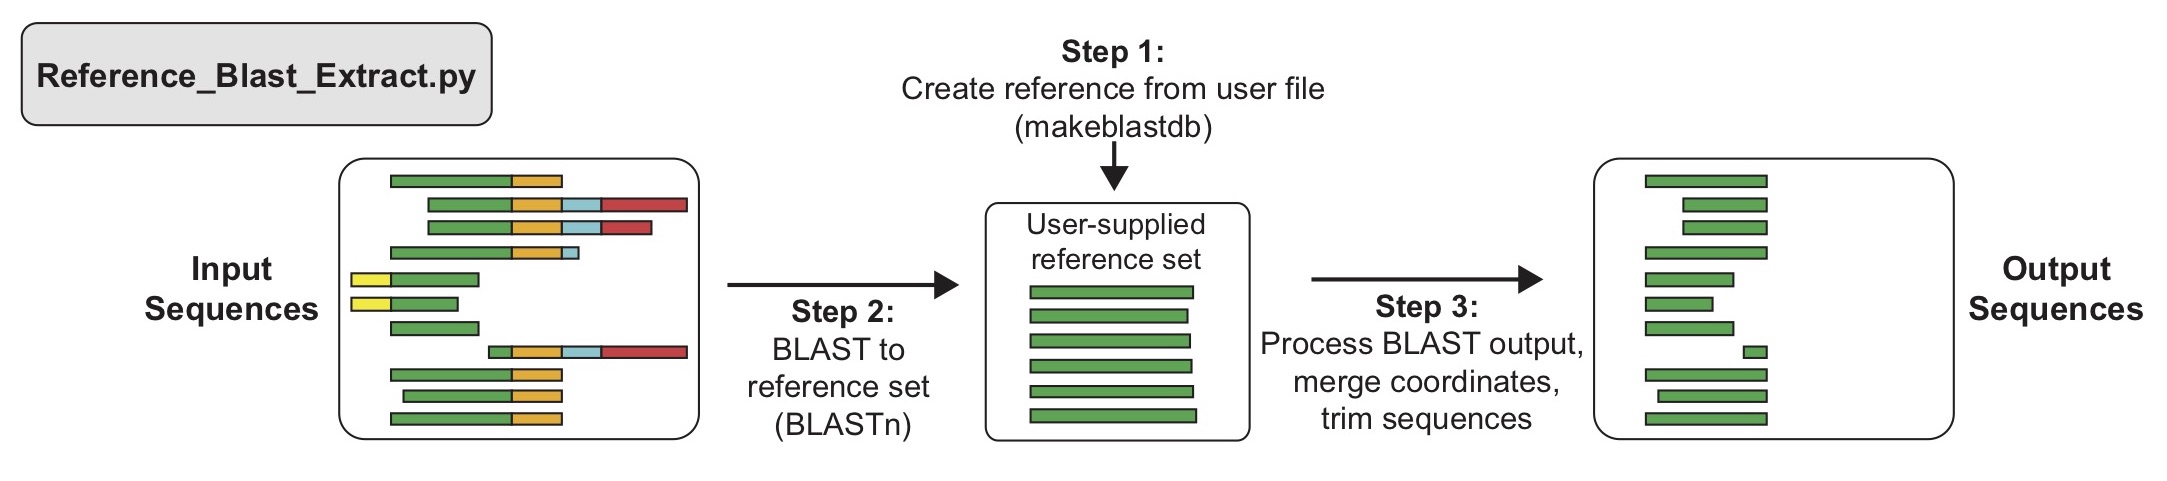 Reference_Blast_Extract.py
Step 1:
Create reference from user file
(makeblastdb)
Input
Sequences
Step 2:
BLAST to
reference set
(BLASTn)
User-supplied
reference set
Step 3:
Process BLAST output,
merge coordinates,
trim sequences
Output
Sequences